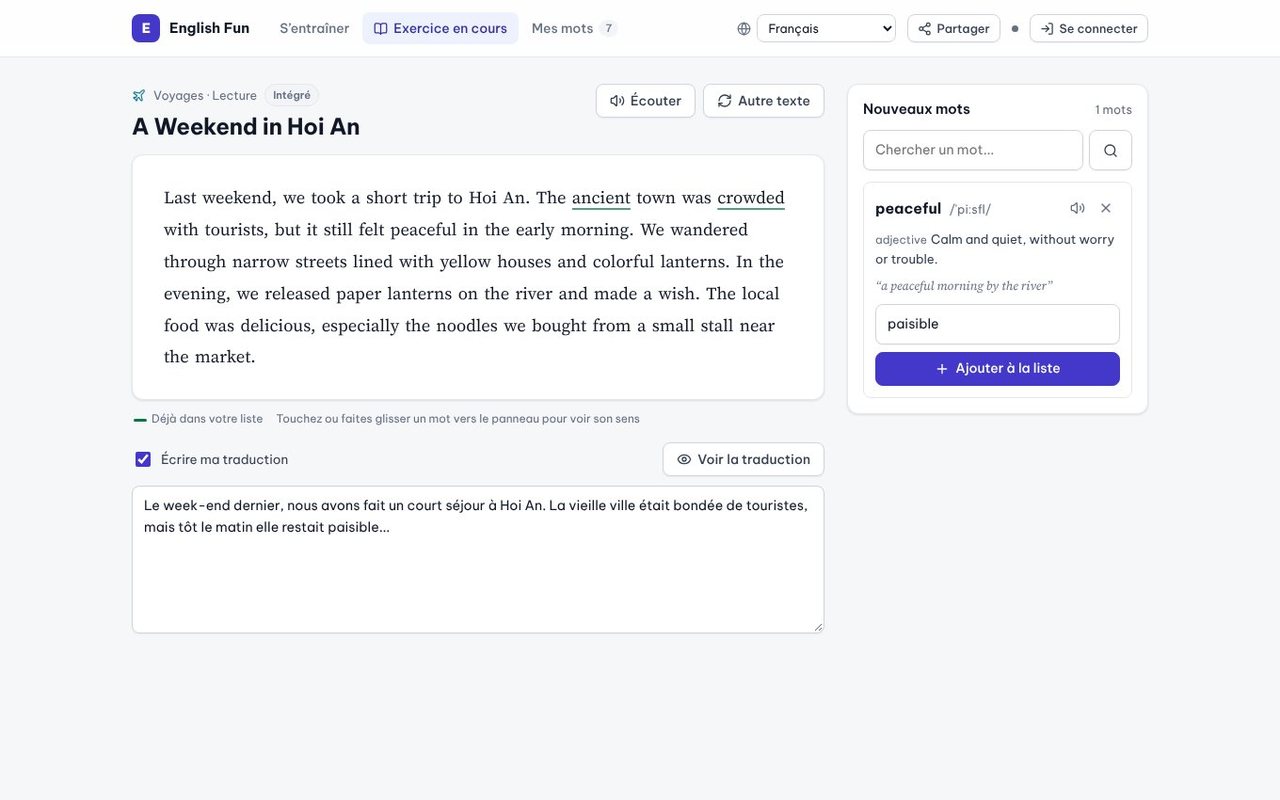 E English Fun S'entraîner Exercice en cours Mes mots 7 Français Partager Se connecter
Voyages · Lecture Intégré
A Weekend in Hoi An
Écouter Autre texte
Last weekend, we took a short trip to Hoi An. The ancient town was crowded
with tourists, but it still felt peaceful in the early morning. We wandered
through narrow streets lined with yellow houses and colorful lanterns. In the
evening, we released paper lanterns on the river and made a wish. The local
food was delicious, especially the noodles we bought from a small stall near
the market.
Déjà dans votre liste Touchez ou faites glisser un mot vers le panneau pour voir son sens
Écrire ma traduction Voir la traduction
Le week-end dernier, nous avons fait un court séjour à Hoi An. La vieille ville était bondée de touristes,
mais tôt le matin elle restait paisible…
Nouveaux mots 1 mots
Chercher un mot…
peaceful /ˈpiːsfl/
adjective Calm and quiet, without worry
or trouble.
“a peaceful morning by the river”
paisible
+ Ajouter à la liste